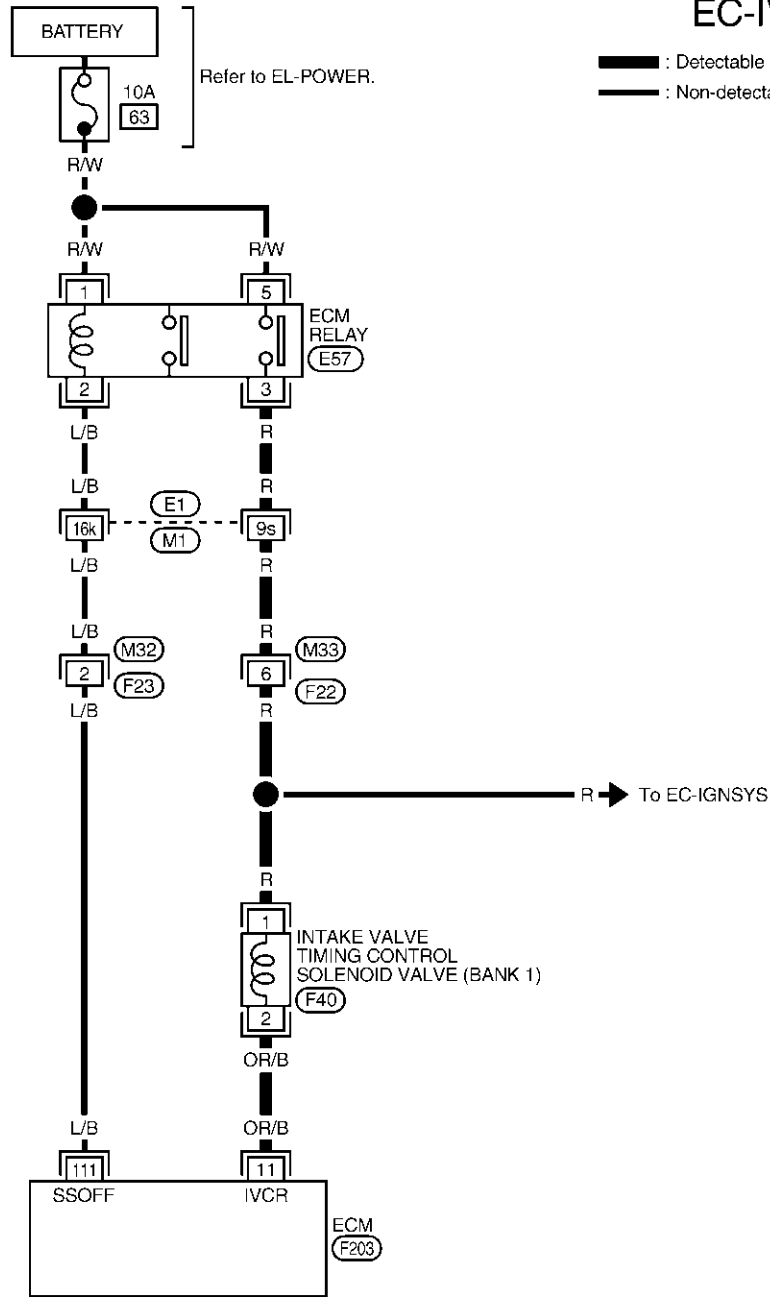 EC-IV
BATTERY
: Detectable
Refer to EL-POWER.
10A
63
R/W
R/W
R/W
1
5
ECM
RELAY
E57
2
3
L/B
R
L/B
R
16k
E1
M1
9s
L/B
R
L/B
R
2
M32
F23
6
M33
F22
L/B
R
R
To EC-IGNSYS
R
1
INTAKE VALVE
TIMING CONTROL
SOLENOID VALVE (BANK 1)
F40
2
OR/B
L/B
OR/B
111
11
SSOFF
IVCR
ECM
F203